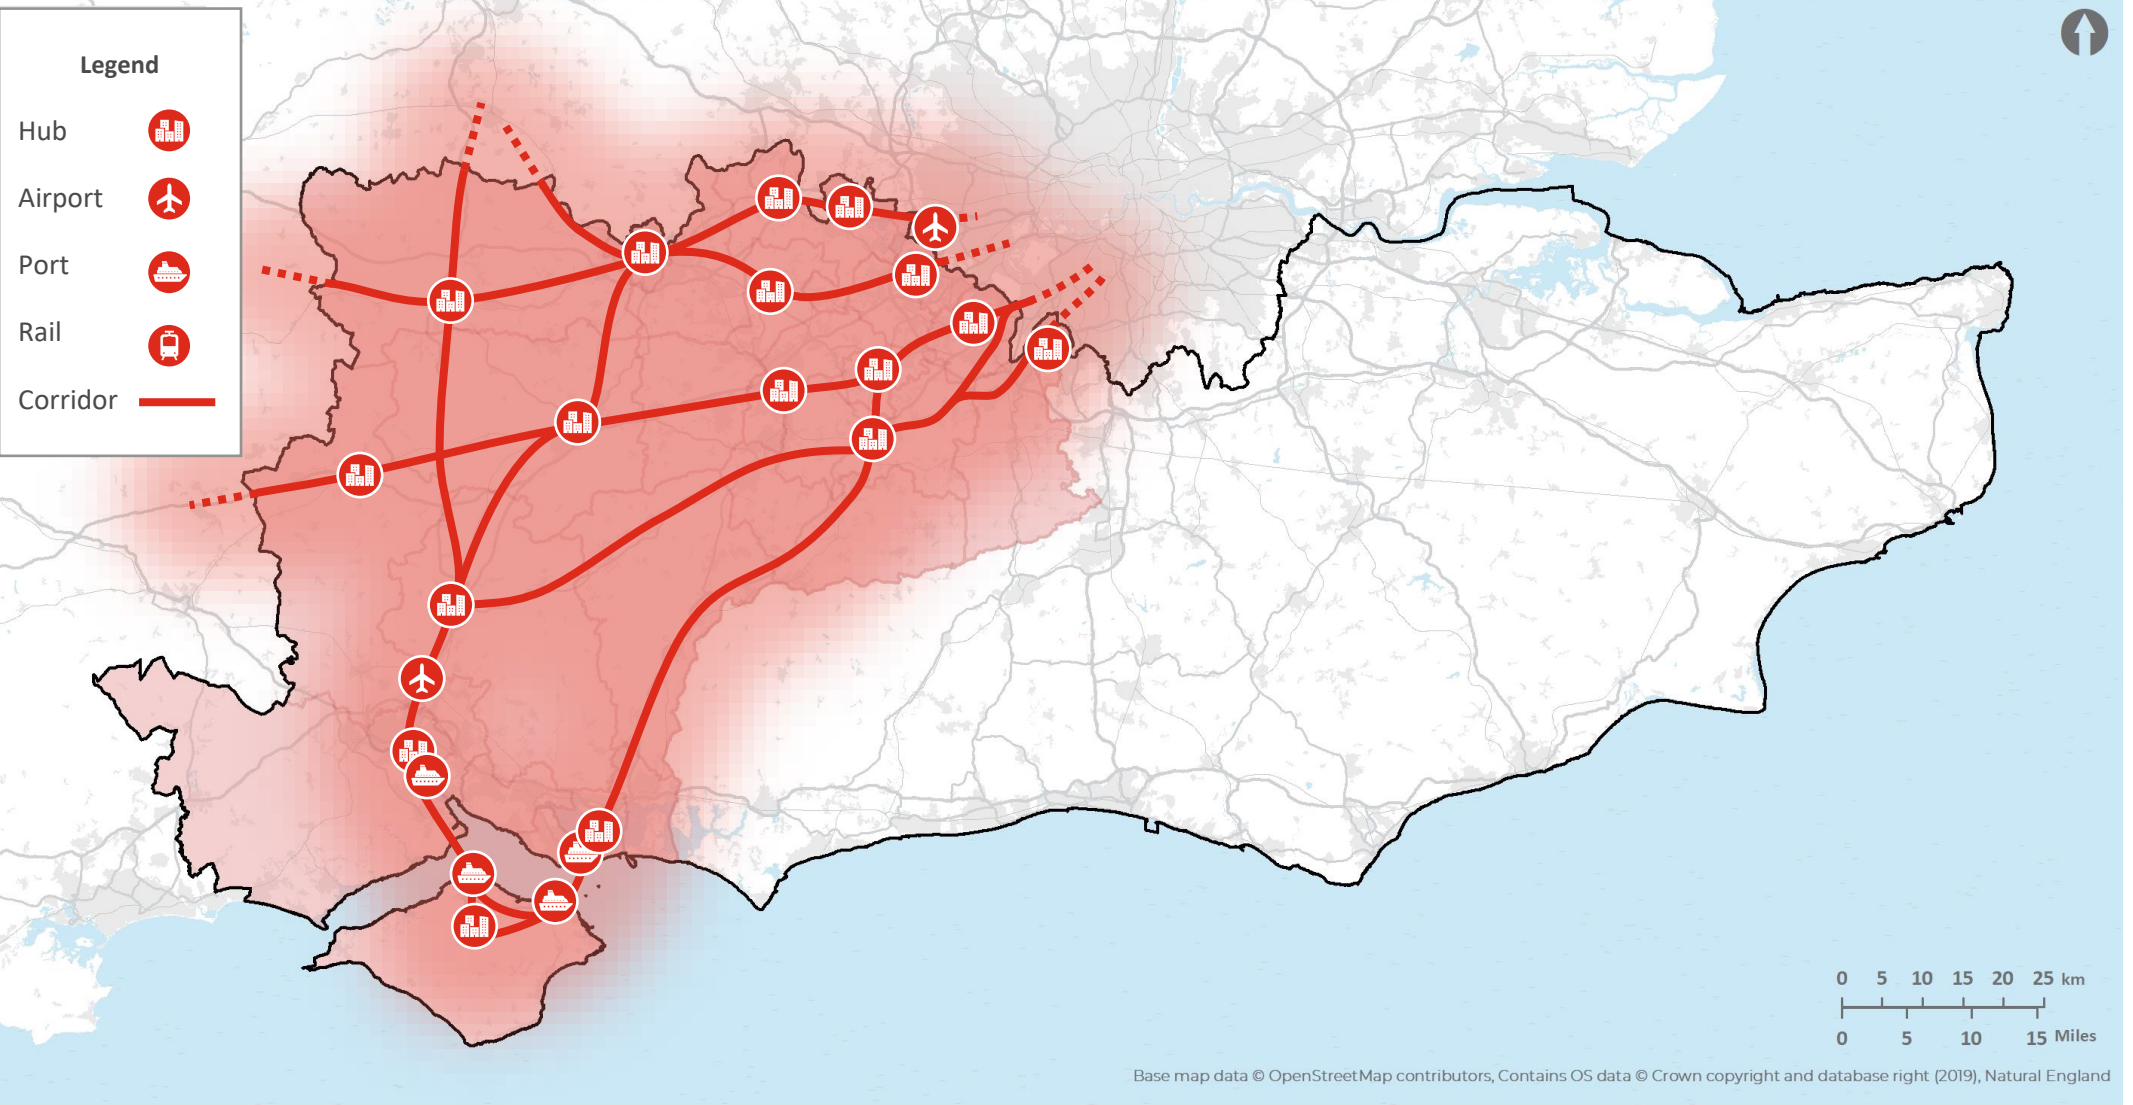 Legend
Hub
Airport
Port
Rail
Corridor
0 5 10 15 20 25 km
0 5 10 15 Miles
Base map data © OpenStreetMap contributors, Contains OS data © Crown copyright and database right (2019), Natural England